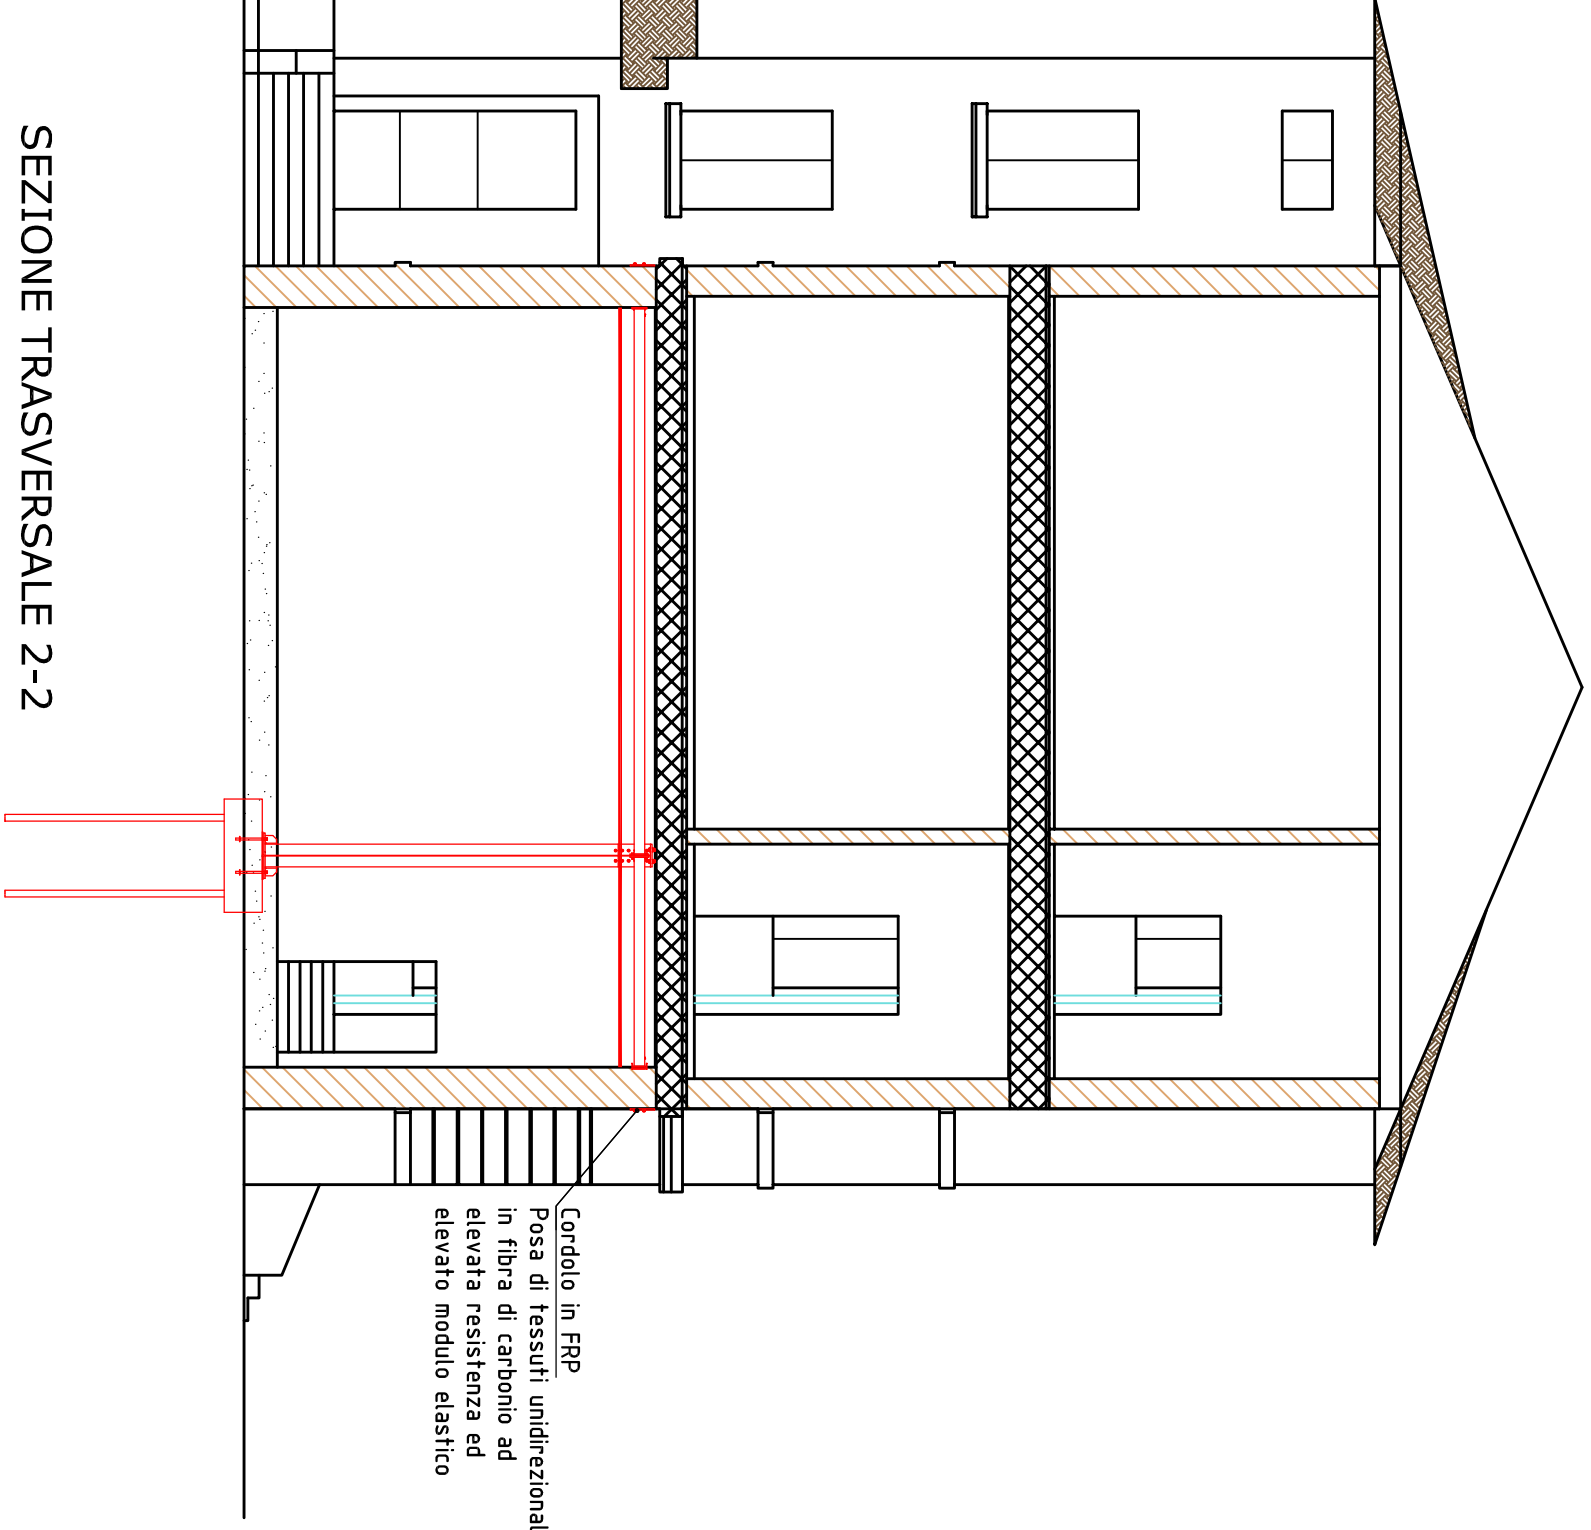 SEZIONE TRASVERSALE 2-2
Cordolo in FRP
Posa di tessuti unidirezional
in fibra di carbonio ad
elevata resistenza ed
elevato modulo elastico